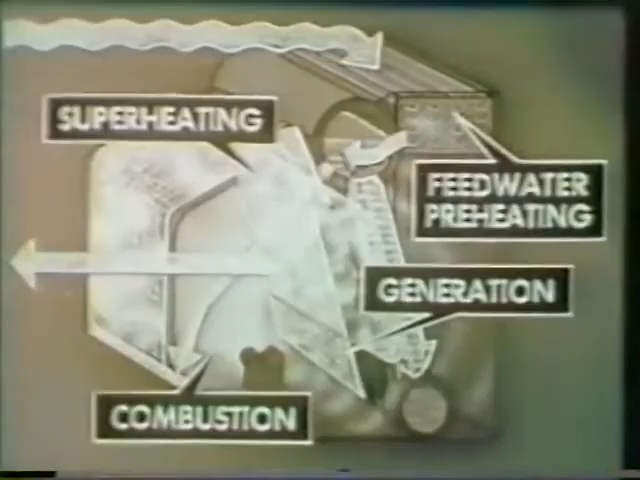 SUPERHEATING
FEEDWATER
PREHEATING
GENERATION
COMBUSTION